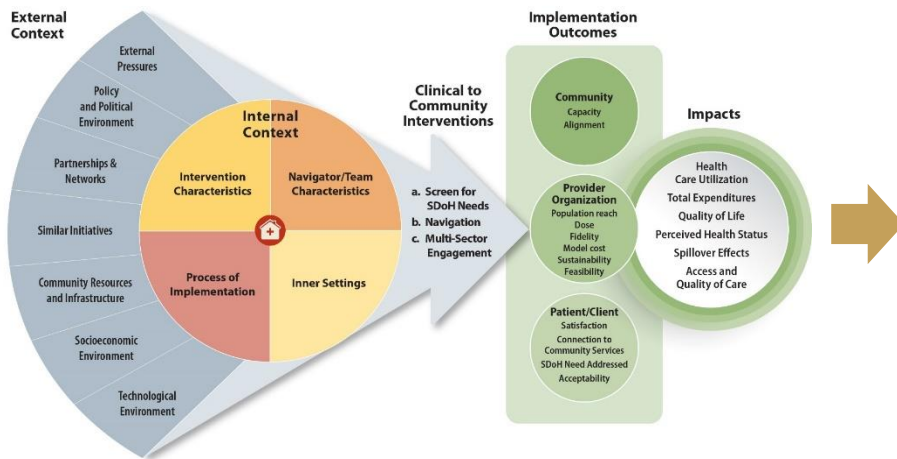 External
Context
External
Pressures
Policy
and Political
Environment
Partnerships &
Networks
Similar Initiatives
Community Resources
and Infrastructure
Socioeconomic
Environment
Technological
Environment
Internal
Context
Intervention
Characteristics
Navigator/Team
Characteristics
Process of
Implementation
Inner Settings
Clinical to
Community
Interventions
a. Screen for
SDoH Needs
b. Navigation
c. Multi-Sector
Engagement
Implementation
Outcomes
Community
Capacity
Alignment
Provider
Organization
Population reach
Dose
Fidelity
Model cost
Sustainability
Feasibility
Patient/Client
Satisfaction
Connection to
Community Services
SDoH Need Addressed
Acceptability
Impacts
Health
Care Utilization
Total Expenditures
Quality of Life
Perceived Health Status
Spillover Effects
Access and
Quality of Care